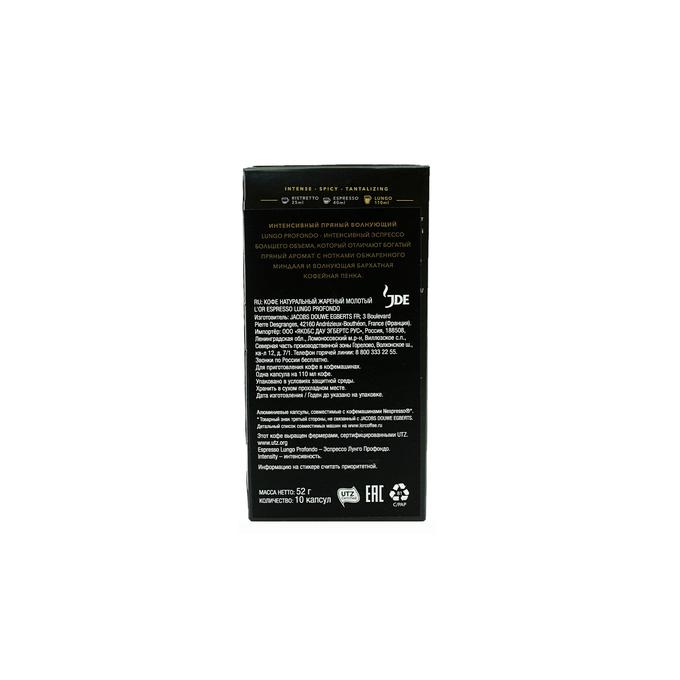 INTENSE - SPICY - TANTALIZING
RISTRETTO 25ml ESPRESSO 40ml LUNGO 110ml
ИНТЕНСИВНЫЙ ПРЯНЫЙ ВОЛНУЮЩИЙ
LUNGO PROFONDO - ИНТЕНСИВНЫЙ ЭСПРЕССО
БОЛЬШЕГО ОБЪЕМА, КОТОРЫЙ ОТЛИЧАЮТ БОГАТЫЙ
ПРЯНЫЙ АРОМАТ С НОТКАМИ ОБЖАРЕННОГО
МИНДАЛЯ И ВОЛНУЮЩАЯ БАРХАТНАЯ
КОФЕЙНАЯ ПЕНКА.
JDE
RU: КОФЕ НАТУРАЛЬНЫЙ ЖАРЕНЫЙ МОЛОТЫЙ
L'OR ESPRESSO LUNGO PROFONDO
Изготовитель: JACOBS DOUWE EGBERTS FR; 3 Boulevard
Pierre Desgranges, 42160 Andrézieux-Bouthéon, France (Франция).
Импортёр: ООО «ЯКОБС ДАУ ЭГБЕРТС РУС», Россия, 188508,
Ленинградская обл., Ломоносовский м.р-н, Виллозское с.п.,
Северная часть производственной зоны Горелово, Волхонское ш.,
кв-л 12, д. 7/1. Телефон горячей линии: 8 800 333 22 55.
Звонки по России бесплатно.
Для приготовления кофе в кофемашинах.
Одна капсула на 110 мл кофе.
Упаковано в условиях защитной среды.
Хранить в сухом прохладном месте.
Дата изготовления / Годен до указано на упаковке.
Алюминиевые капсулы, совместимые с кофемашинами Nespresso®*.
* Товарный знак третьей стороны, не связанной с JACOBS DOUWE EGBERTS.
Детальный список совместимых машин на www.lorcoffee.ru
Этот кофе выращен фермерами, сертифицированными UTZ.
www.utz.org
Espresso Lungo Profondo – Эспрессо Лунго Профондо.
Intensity – интенсивность.
Информацию на стикере считать приоритетной.
МАССА НЕТТО: 52 г
КОЛИЧЕСТВО: 10 капсул
UTZ
EAC
81
C/PAP